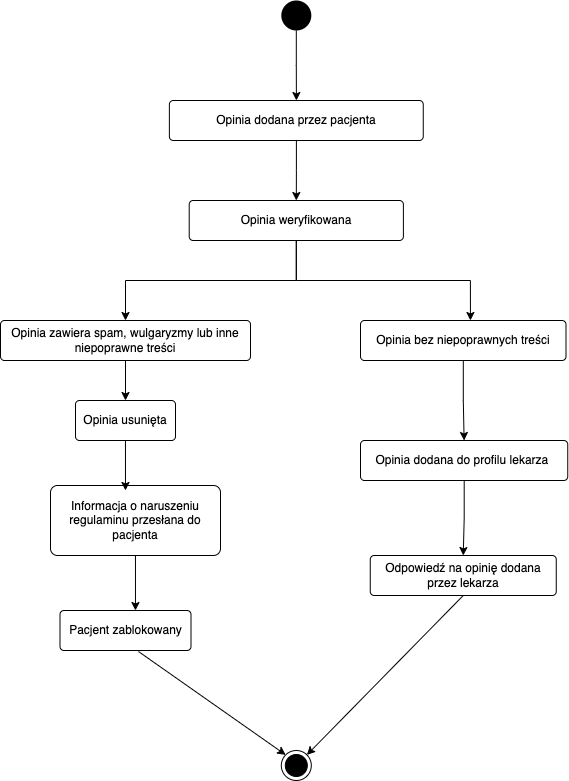 Opinia dodana przez pacjenta
Opinia weryfikowana
Opinia zawiera spam, wulgaryzmy lub inne
niepoprawne treści
Opinia bez niepoprawnych treści
Opinia usunięta
Opinia dodana do profilu lekarza
Informacja o naruszeniu
regulaminu przesłana do
pacjenta
Odpowiedź na opinię dodana
przez lekarza
Pacjent zablokowany